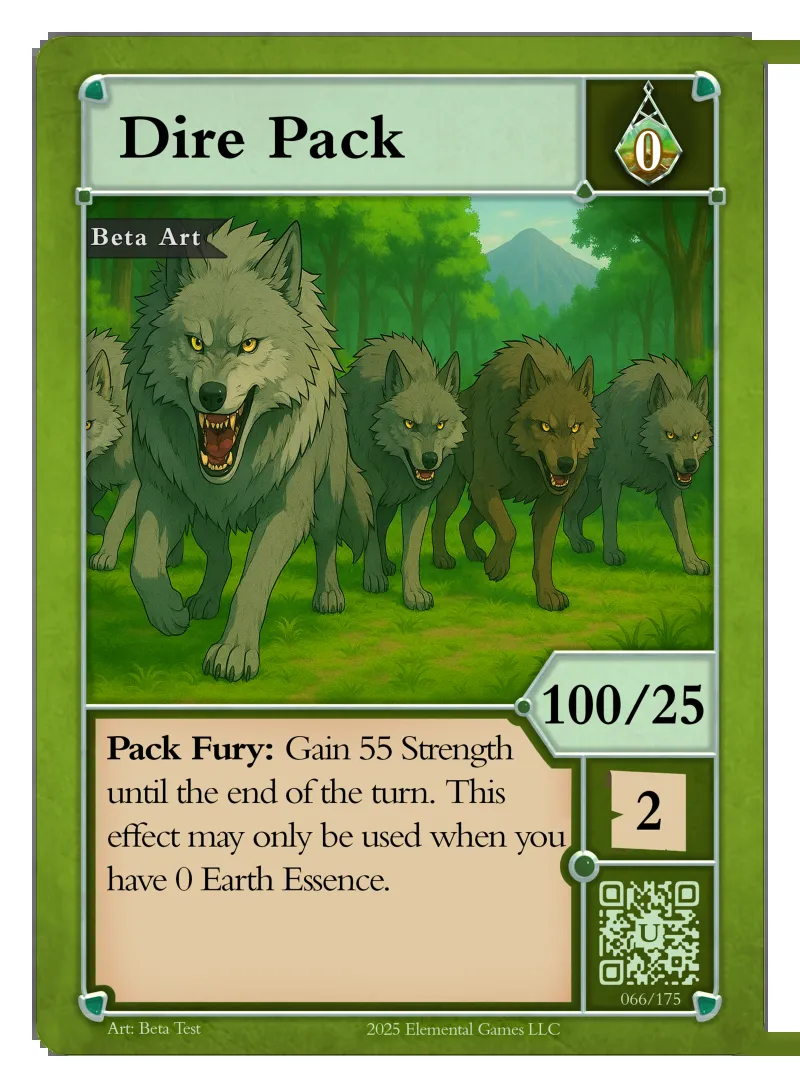 Dire Pack
0
Beta Art
100/25
Pack Fury: Gain 55 Strength
until the end of the turn. This
effect may only be used when you
have 0 Earth Essence.
2
U
066/175
Art: Beta Test
2025 Elemental Games LLC